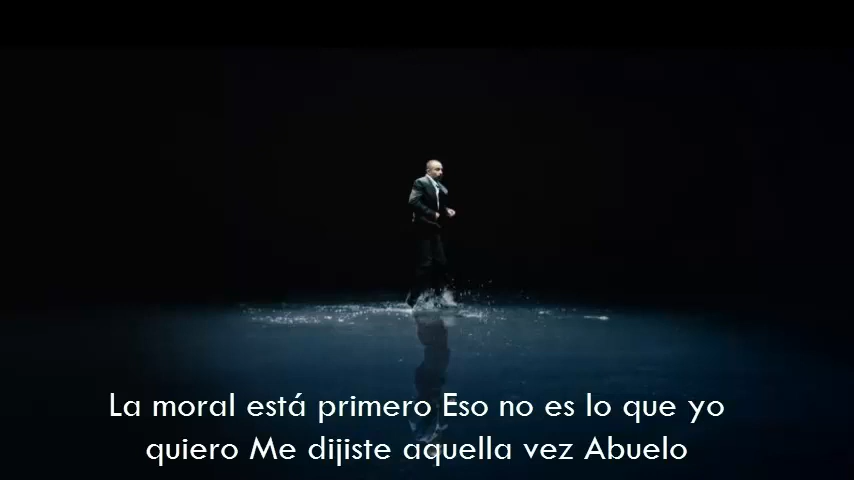 La moral está primero Eso no es lo que yo
quiero Me dijiste aquella vez Abuelo